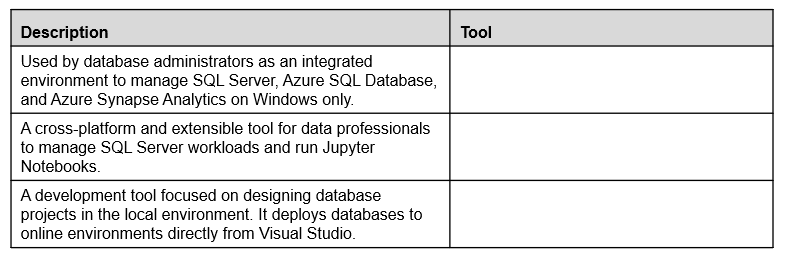 Description Tool
Used by database administrators as an integrated
environment to manage SQL Server, Azure SQL Database,
and Azure Synapse Analytics on Windows only.
A cross-platform and extensible tool for data professionals
to manage SQL Server workloads and run Jupyter
Notebooks.
A development tool focused on designing database
projects in the local environment. It deploys databases to
online environments directly from Visual Studio.